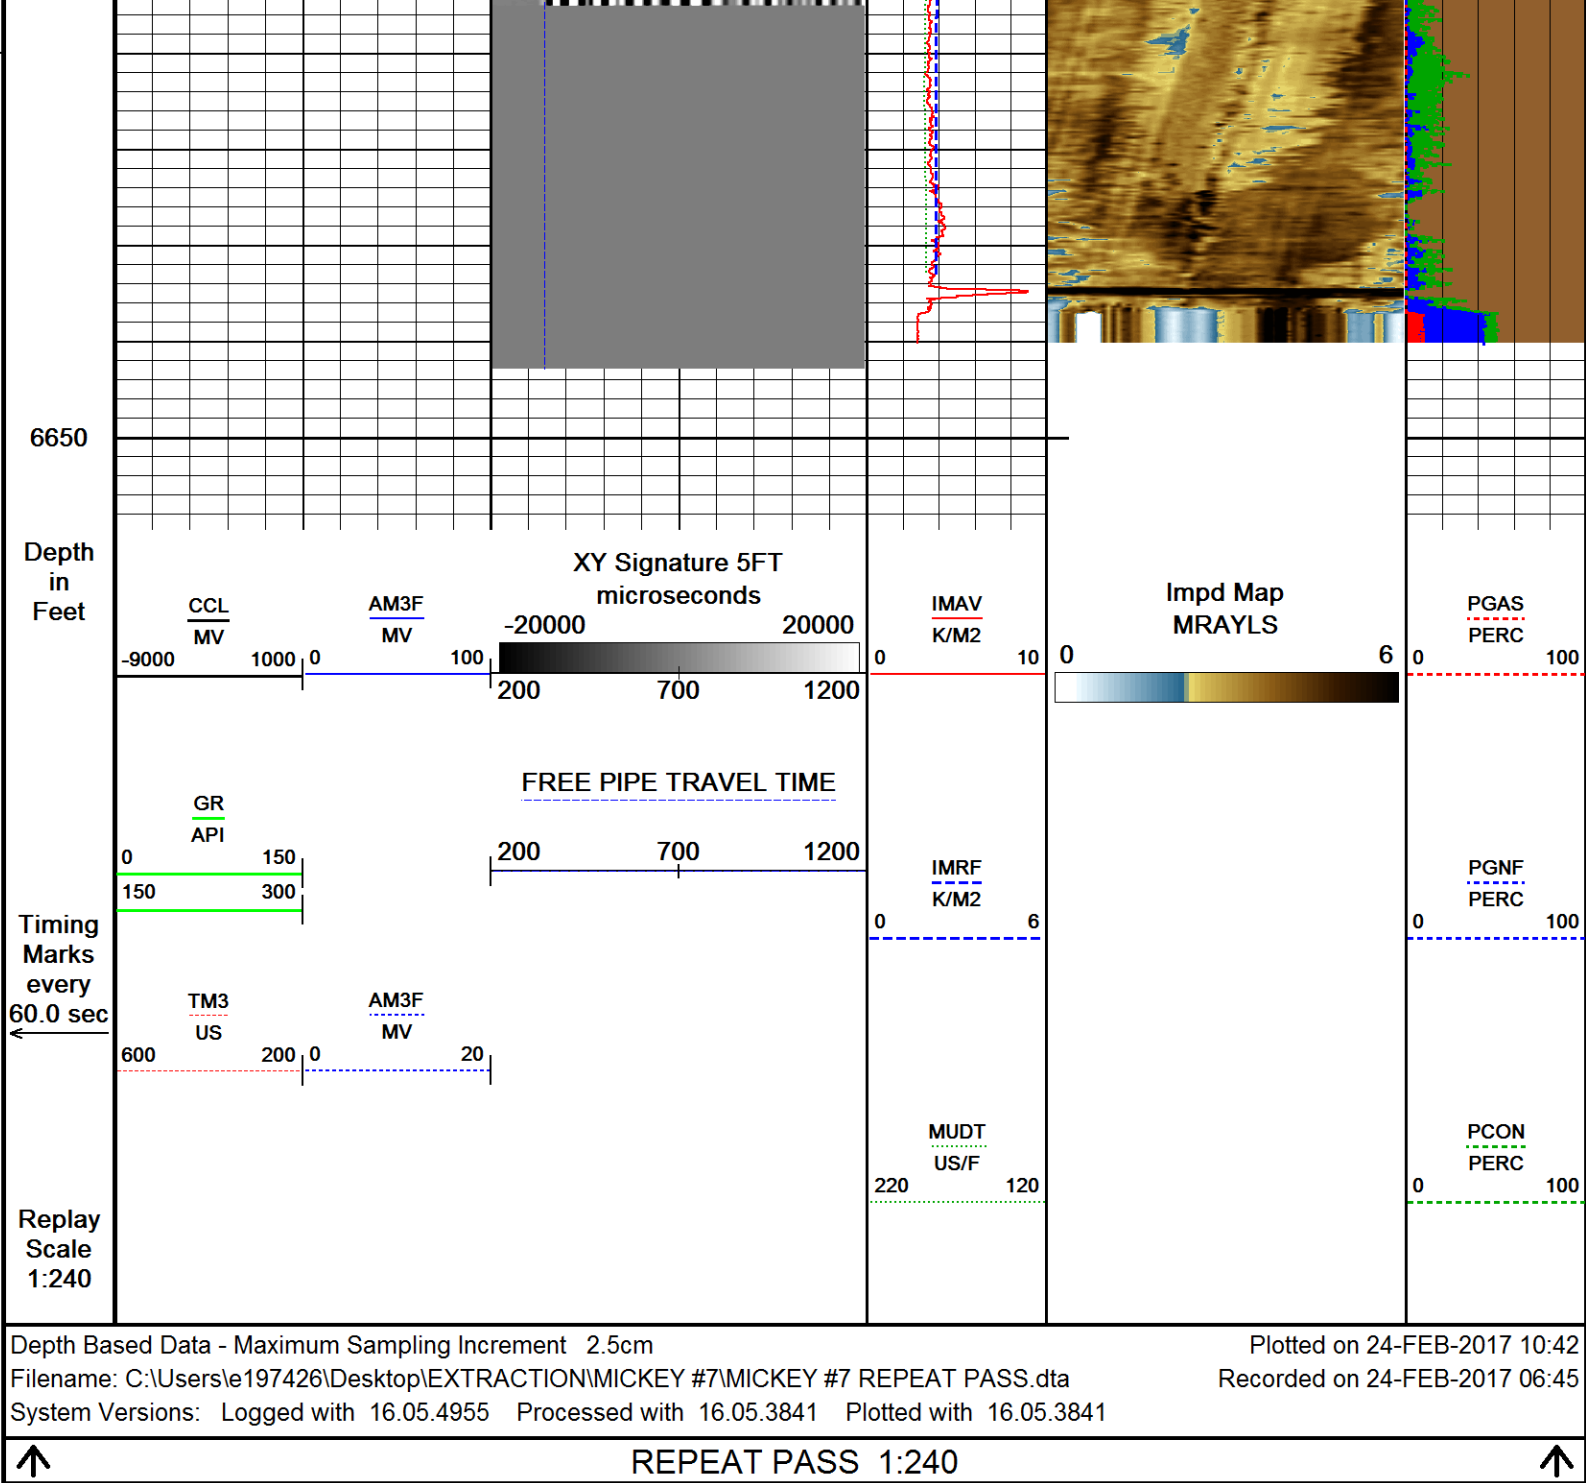 6650
Depth
in
Feet
CCL
MV
-9000 1000
AM3F
MV
0 100
XY Signature 5FT
microseconds
-20000 20000
200 700 1200
IMAV
K/M2
0 10
Impd Map
MRAYLS
0 6
PGAS
PERC
0 100
GR
API
0 150
150 300
FREE PIPE TRAVEL TIME
200 700 1200
IMRF
K/M2
0 6
PGNF
PERC
0 100
Timing
Marks
every
60.0 sec
TM3
US
600 200
AM3F
MV
0 20
MUDT
US/F
220 120
PCON
PERC
0 100
Replay
Scale
1:240
Depth Based Data - Maximum Sampling Increment 2.5cm
Plotted on 24-FEB-2017 10:42
Filename: C:\Users\e197426\Desktop\EXTRACTION\MICKEY #7\MICKEY #7 REPEAT PASS.dta
Recorded on 24-FEB-2017 06:45
System Versions: Logged with 16.05.4955 Processed with 16.05.3841 Plotted with 16.05.3841
REPEAT PASS 1:240